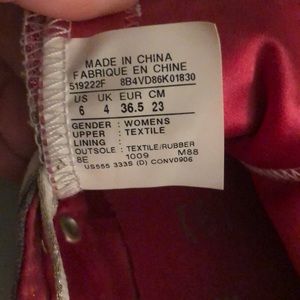 MADE IN CHINA
FABRIQUE EN CHINE
519222F 8B4VD86K01830
US UK EUR CM
6 4 36.5 23
GENDER : WOMENS
UPPER : TEXTILE
LINING :
OUTSOLE : TEXTILE/RUBBER
8E 1009 M88
US555 333S (D) CONV0906